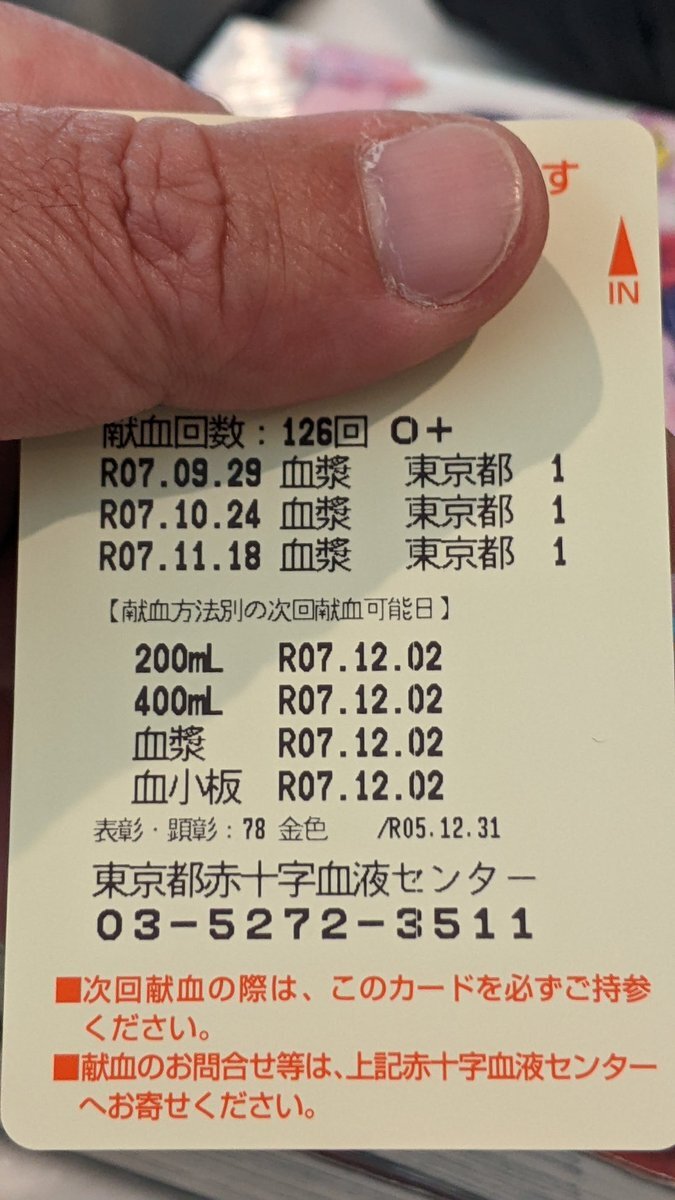 す
IN
献血回数：126回 O+
R07.09.29 血漿 東京都 1
R07.10.24 血漿 東京都 1
R07.11.18 血漿 東京都 1
【献血方法別の次回献血可能日】
200mL R07.12.02
400mL R07.12.02
血漿 R07.12.02
血小板 R07.12.02
表彰・顕彰：78 金色 /R05.12.31
東京都赤十字血液センター
03-5272-3511
■次回献血の際は、このカードを必ずご持参
ください。
■献血のお問合せ等は、上記赤十字血液センター
へお寄せください。